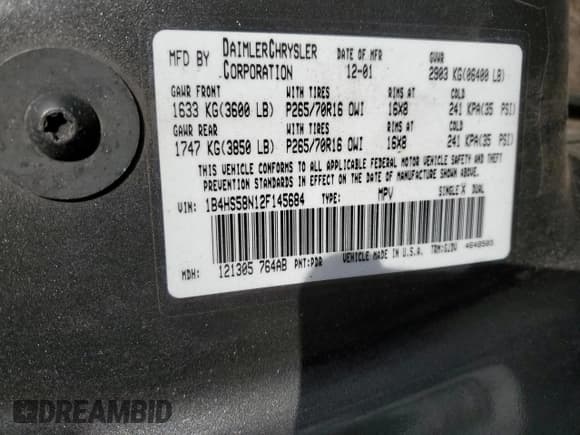 MFD BY DAIMLERCHRYSLER CORPORATION DATE OF MFR 12-01 GVWR 2903 KG(06400 LB)
GAWR FRONT WITH TIRES RIMS AT COLD
1633 KG(3600 LB) P265/70R16 OWI 16X8 241 KPA(35 PSI)
GAWR REAR WITH TIRES RIMS AT COLD
1747 KG(3850 LB) P265/70R16 OWI 16X8 241 KPA(35 PSI)
THIS VEHICLE CONFORMS TO ALL APPLICABLE FEDERAL MOTOR VEHICLE SAFETY AND THEFT
PREVENTION STANDARDS IN EFFECT ON THE DATE OF MANUFACTURE SHOWN ABOVE.
VIN: 1B4HS58N12F145684 TYPE: MPV SINGLE X DUAL
MDH: 121305 764AB PNT:PDR VEHICLE MADE IN U.S.A. TRM:G1DV 4648505
DREAMBID